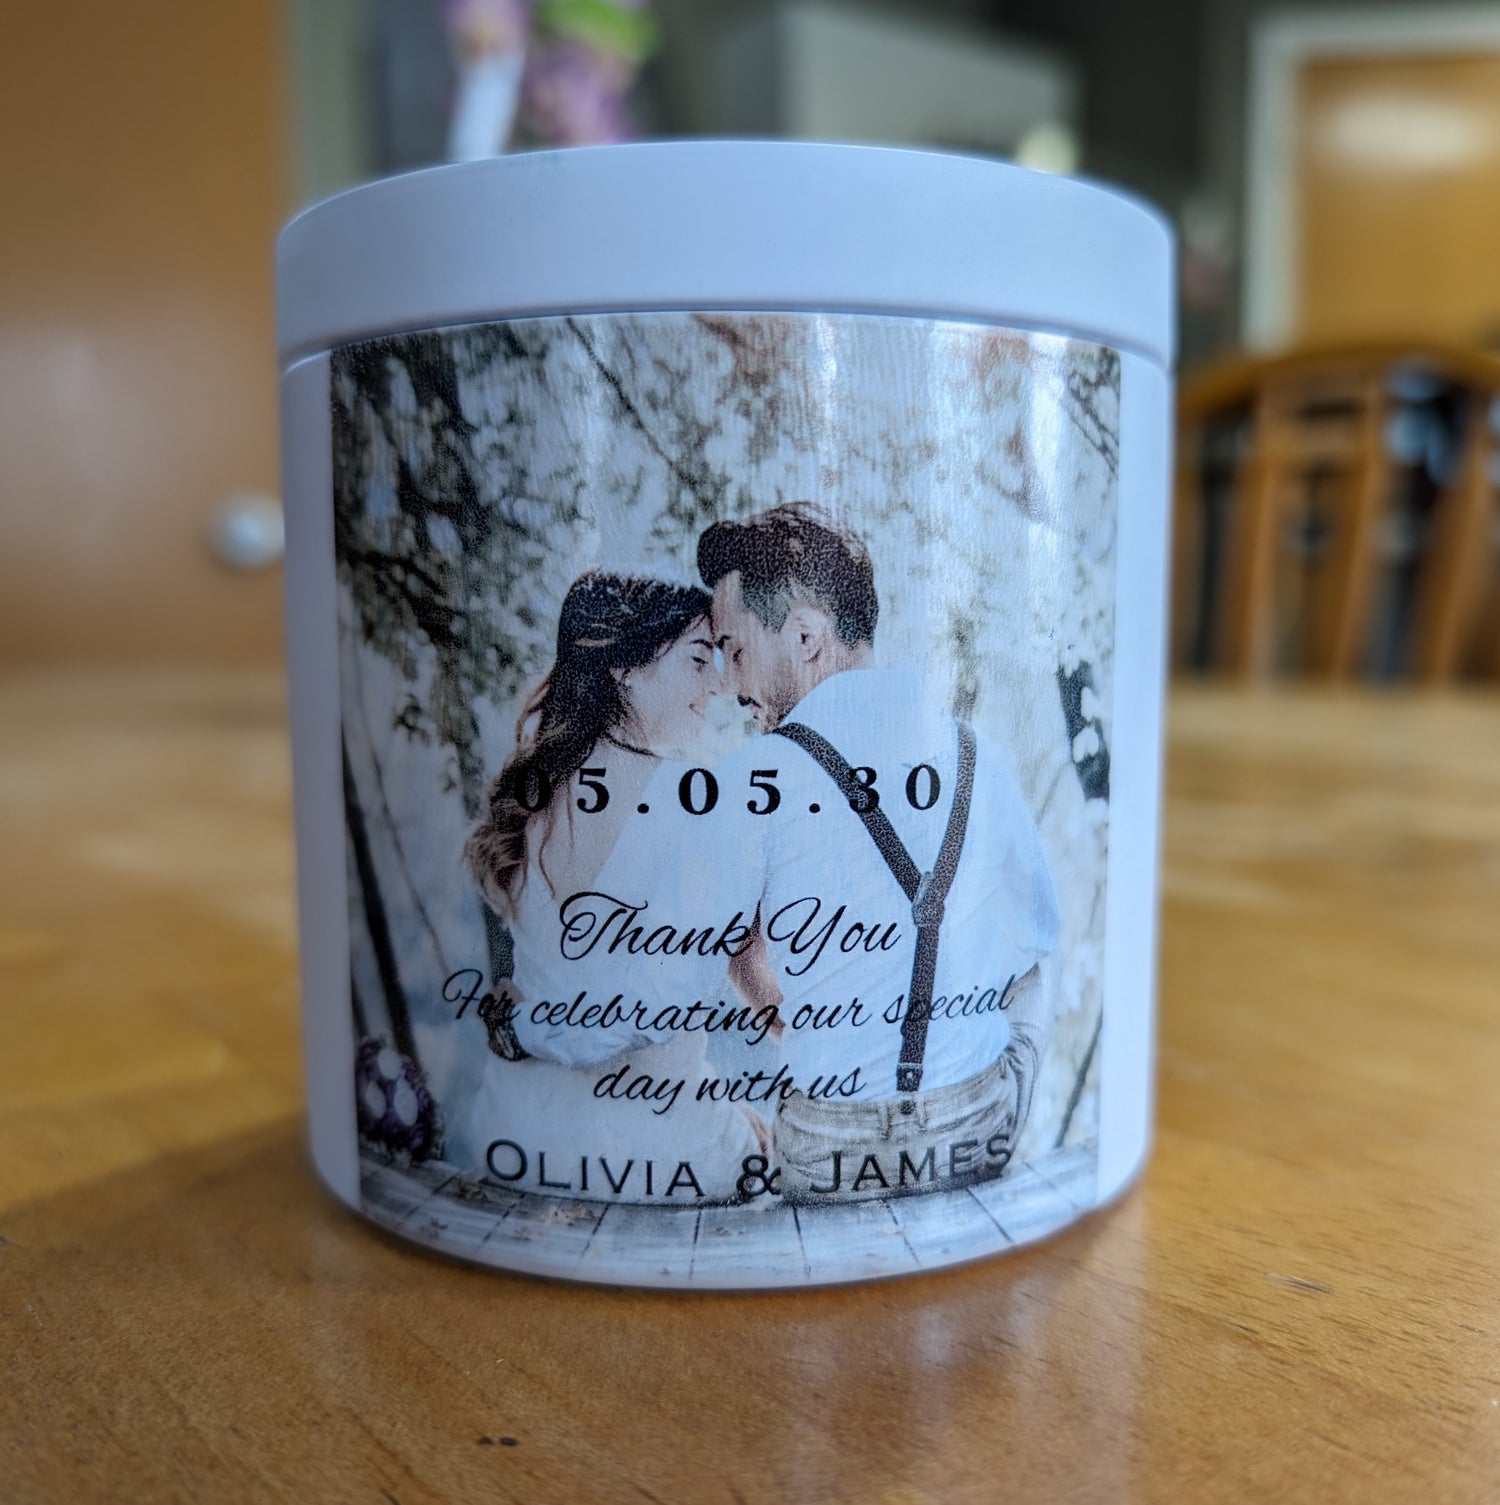 05.05.30
Thank You
For celebrating our special
day with us
OLIVIA & JAMES